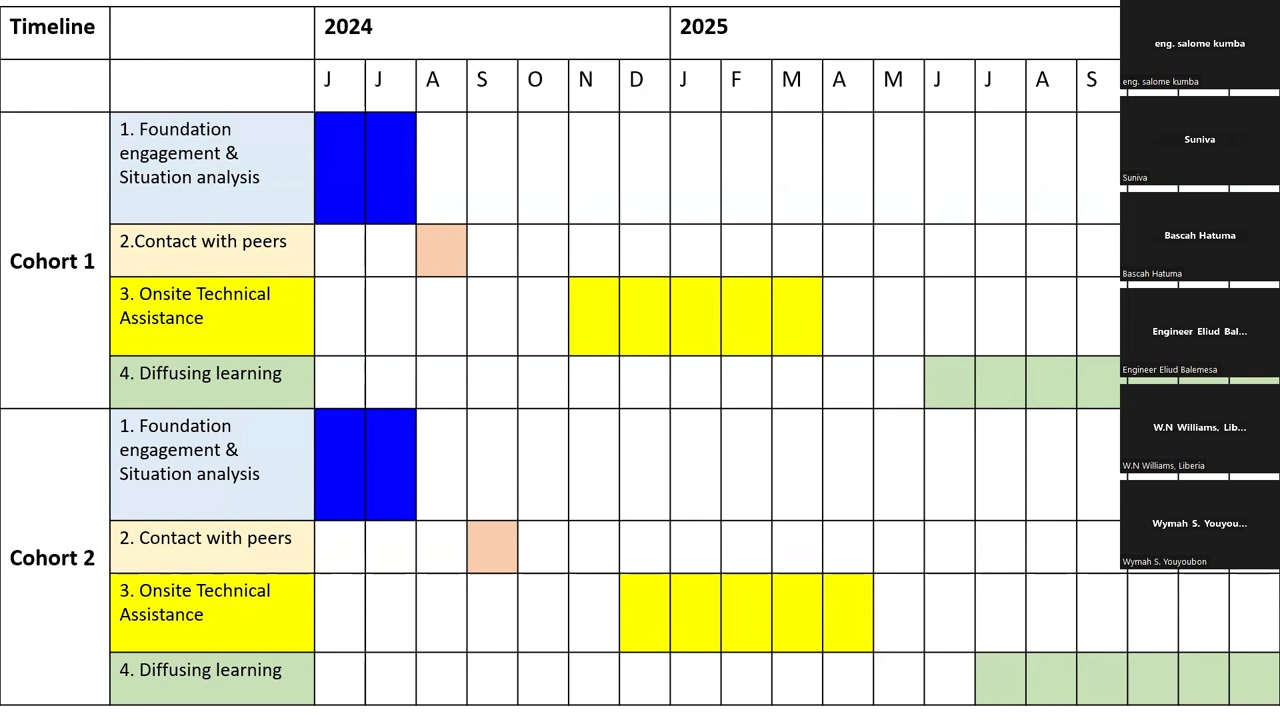 Timeline 2024 2025
J J A S O N D J F M A M J J A S
Cohort 1
1. Foundation
engagement &
Situation analysis
2.Contact with peers
3. Onsite Technical
Assistance
4. Diffusing learning
Cohort 2
1. Foundation
engagement &
Situation analysis
2. Contact with peers
3. Onsite Technical
Assistance
4. Diffusing learning
eng. salome kumba
eng. salome kumba
Suniva
Suniva
Bascah Hatuma
Bascah Hatuma
Engineer Eliud Bal...
Engineer Eliud Balemesa
W.N Williams, Lib...
W.N Williams, Liberia
Wymah S. Youyou...
Wymah S. Youyoubon